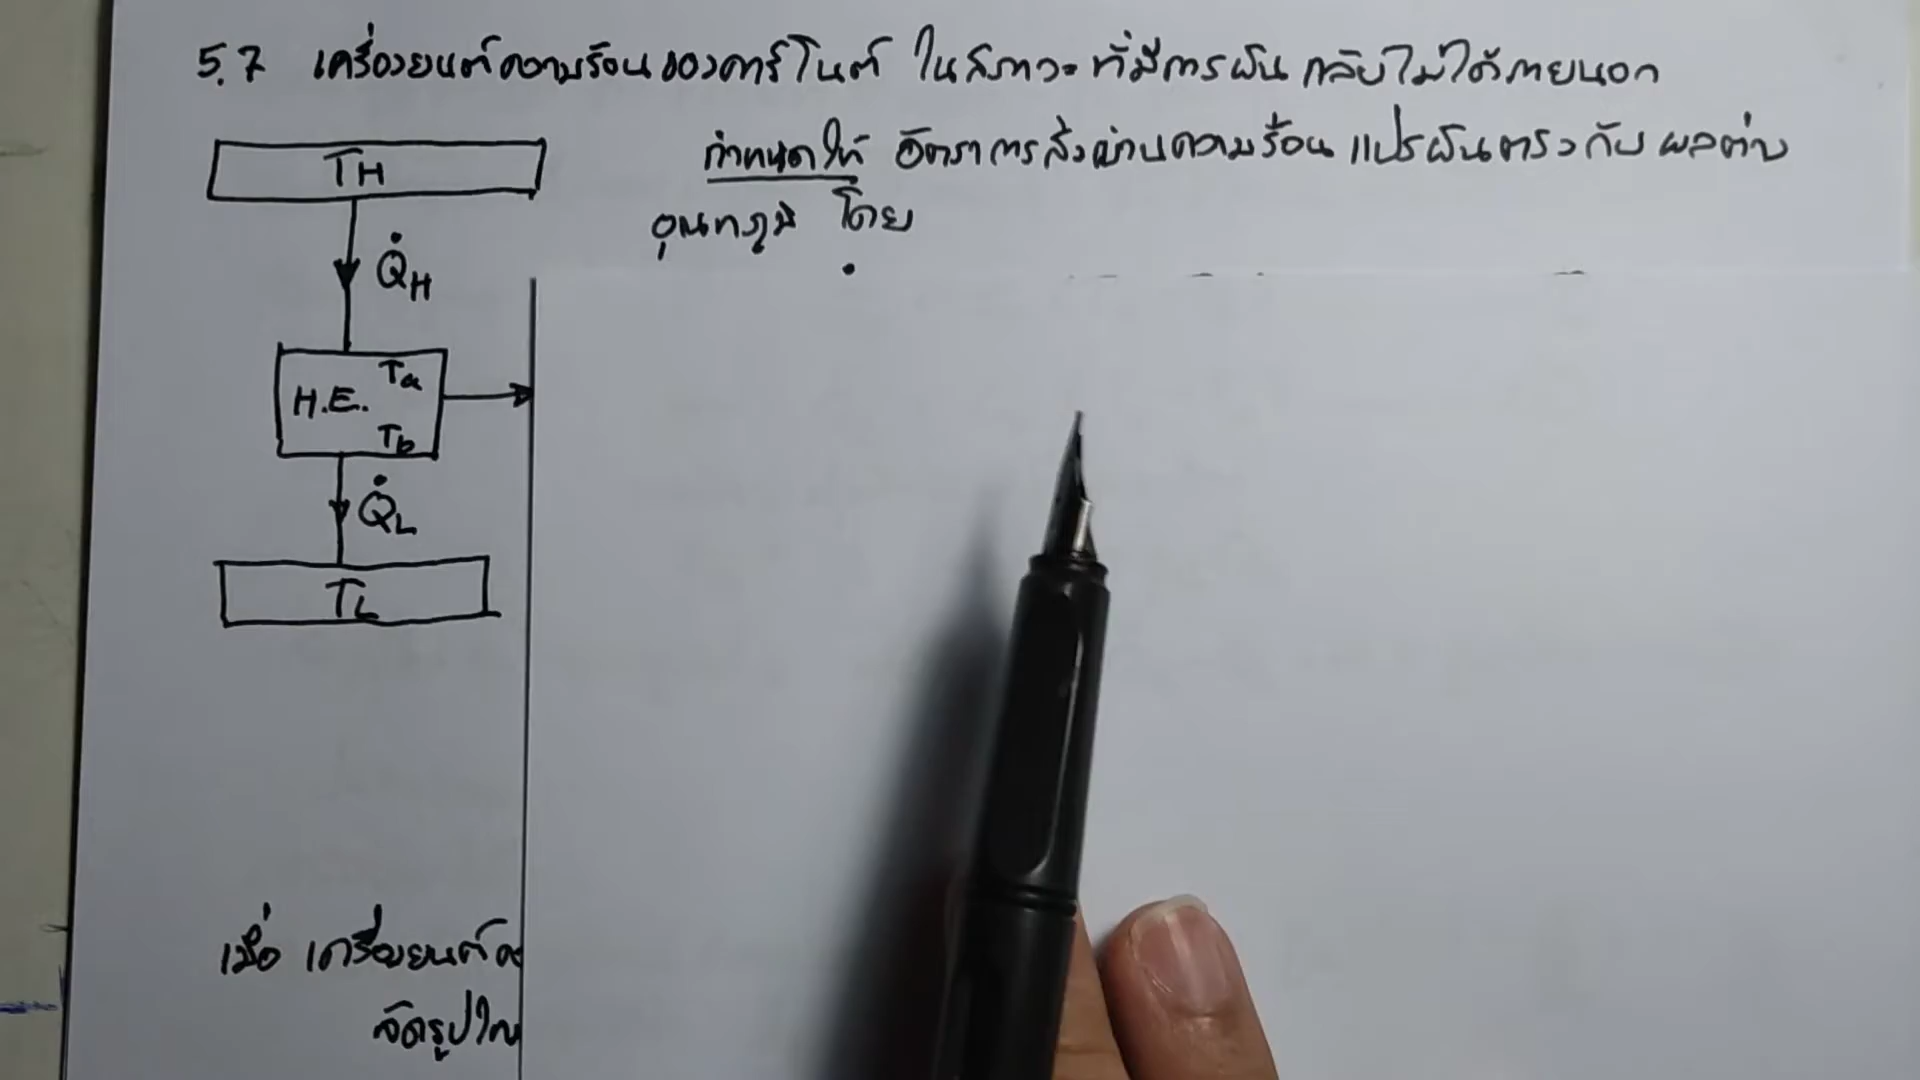 5.7 เครื่องยนต์ความร้อนของคาร์โนต์ ในสภาวะที่มีการผันกลับไม่ได้ภายนอก
กำหนดให้ อัตราการส่งผ่านความร้อนแปรผันตรงกับผลต่าง
อุณหภูมิ โดย
TH
Q̇H
Ta
H.E.
Tb
Q̇L
TL
เมื่อ เครื่องยนต์ค
จัดรูปให